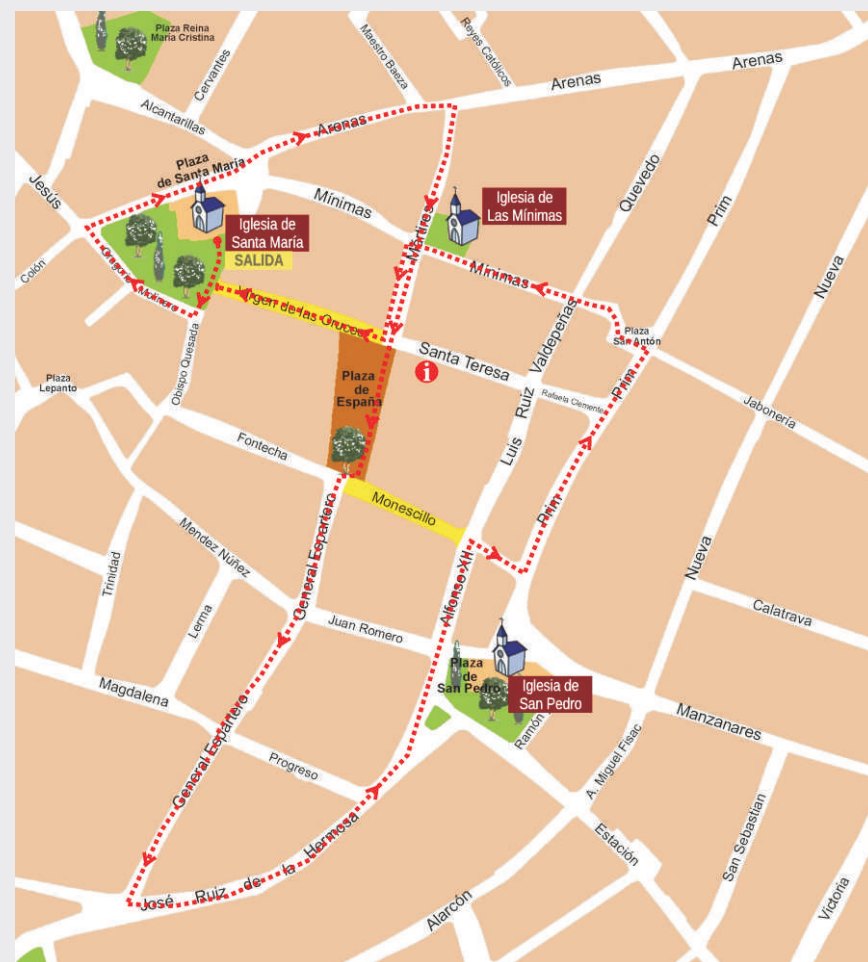 Plaza Reina
María Cristina
Cervantes
Maestro Baeza
Reyes Católicos
Arenas
Arenas
Arenas
Alcantarillas
Plaza
de Santa María
Jesús
Mínimas
Iglesia de
Las Mínimas
Quevedo
Prim
Iglesia de
Santa María
SALIDA
Mártires
Mínimas
Nueva
Colón
Gregorio Molinero
Virgen de las Cruces
Plaza
San Antón
Obispo Quesada
Santa Teresa
i
Luis Ruiz Valdepeñas
Rafaela Clemente
Prim
Jabonería
Plaza
Lepanto
Plaza
de
España
Fontecha
Monescillo
Prim
Nueva
General Espartero
Mendez Núñez
Trinidad
Lerma
Juan Romero
Alfonso XII
Calatrava
Plaza
de
San Pedro
Iglesia de
San Pedro
Ramón
Magdalena
Manzanares
General Espartero
Progreso
A. Miguel Fisac
José Ruiz de la Hermosa
Estación
San Sebastian
Alarcón
Victoria